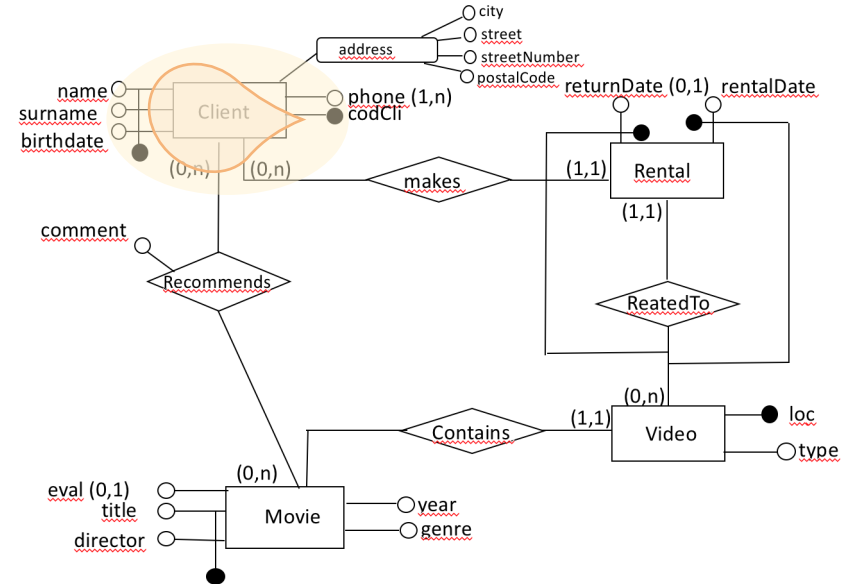 city
address
street
streetNumber
postalCode
name
Client
phone (1,n)
returnDate (0,1)
rentalDate
surname
codCli
birthdate
(0,n)
(0,n)
makes
(1,1)
Rental
(1,1)
comment
Recommends
ReatedTo
(0,n)
(1,1)
loc
Contains
Video
type
(0,n)
eval (0,1)
title
Movie
year
genre
director